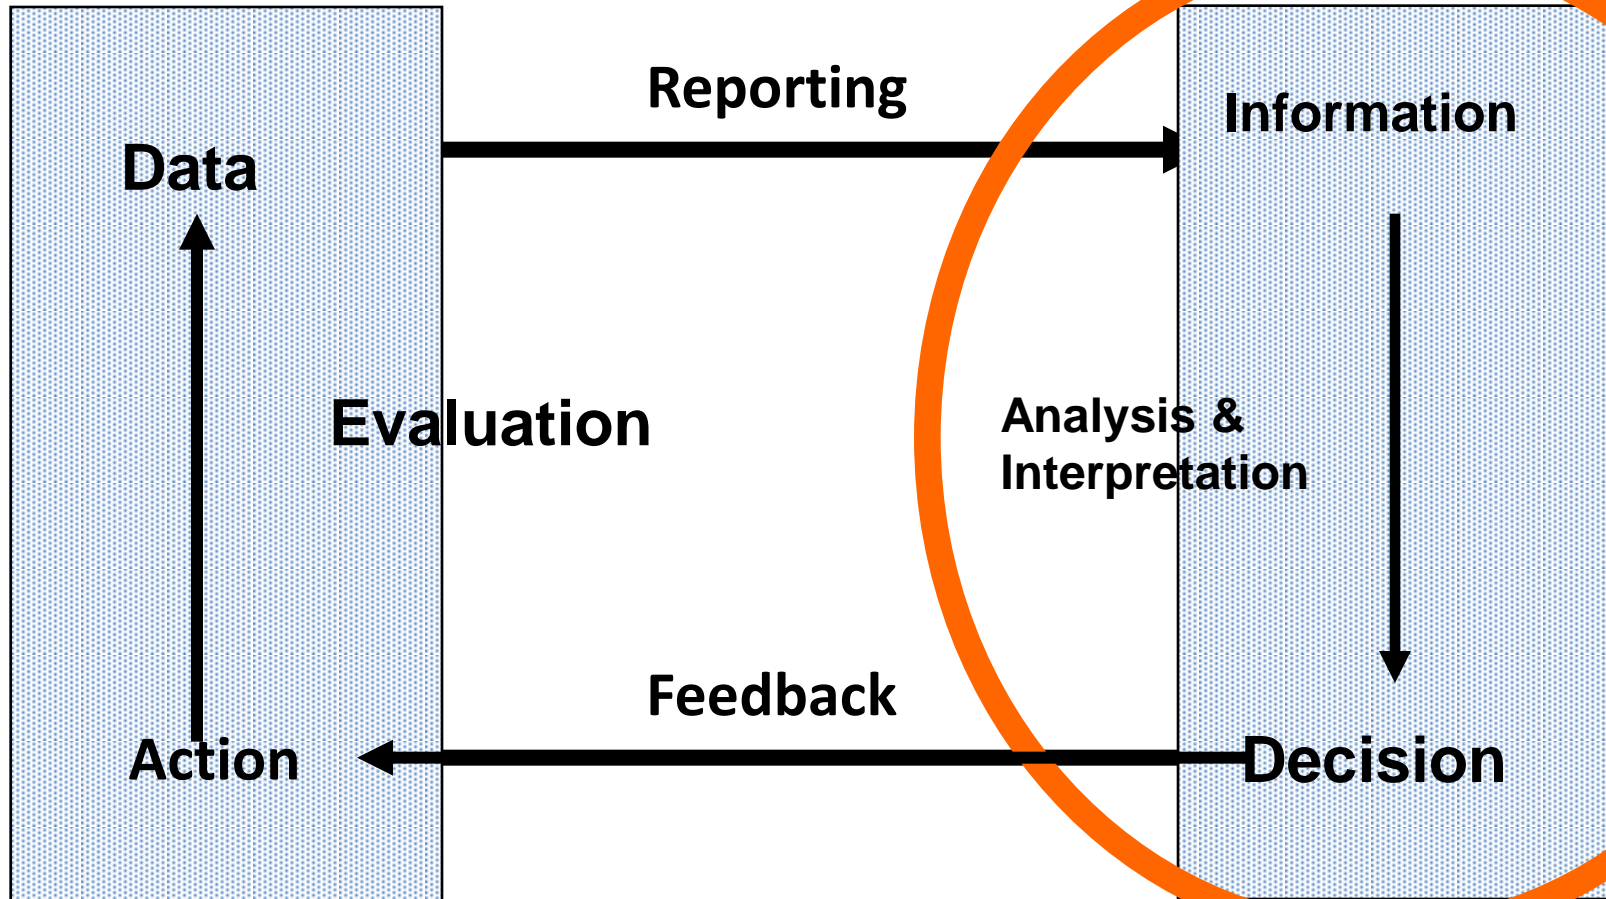 Reporting
Information
Data
Evaluation
Analysis &
Interpretation
Feedback
Action
Decision